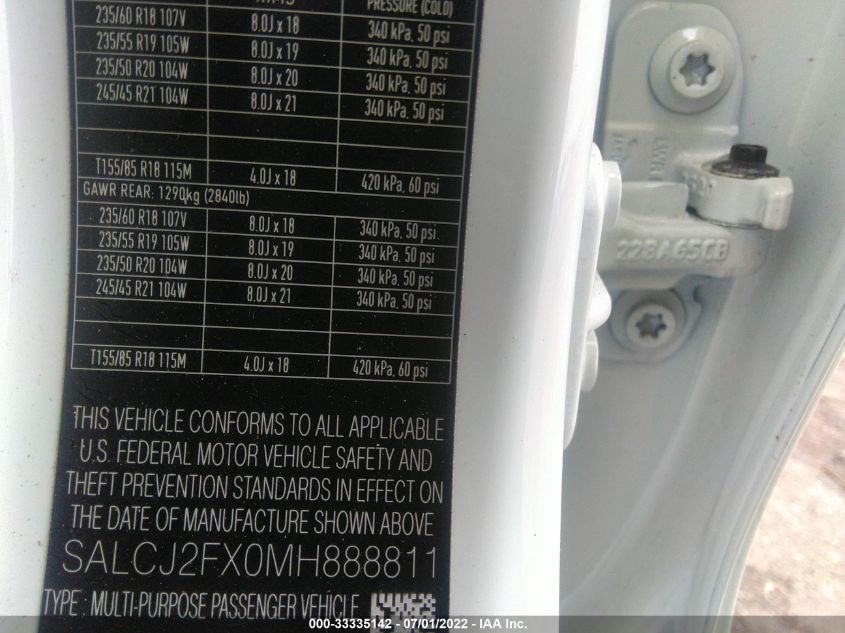 PRESSURE (COLD)
235/60 R18 107V 8.0J x 18 340 kPa, 50 psi
235/55 R19 105W 8.0J x 19 340 kPa, 50 psi
235/50 R20 104W 8.0J x 20 340 kPa, 50 psi
245/45 R21 104W 8.0J x 21 340 kPa, 50 psi
T155/85 R18 115M 4.0J x 18 420 kPa, 60 psi
GAWR REAR: 1290kg (2840lb)
235/60 R18 107V 8.0J x 18 340 kPa, 50 psi
235/55 R19 105W 8.0J x 19 340 kPa, 50 psi
235/50 R20 104W 8.0J x 20 340 kPa, 50 psi
245/45 R21 104W 8.0J x 21 340 kPa, 50 psi
T155/85 R18 115M 4.0J x 18 420 kPa, 60 psi
THIS VEHICLE CONFORMS TO ALL APPLICABLE
U.S. FEDERAL MOTOR VEHICLE SAFETY AND
THEFT PREVENTION STANDARDS IN EFFECT ON
THE DATE OF MANUFACTURE SHOWN ABOVE
SALCJ2FX0MH888811
TYPE: MULTI-PURPOSE PASSENGER VEHICLE
LWR
228A65CB
000-33335142 - 07/01/2022 - IAA Inc.